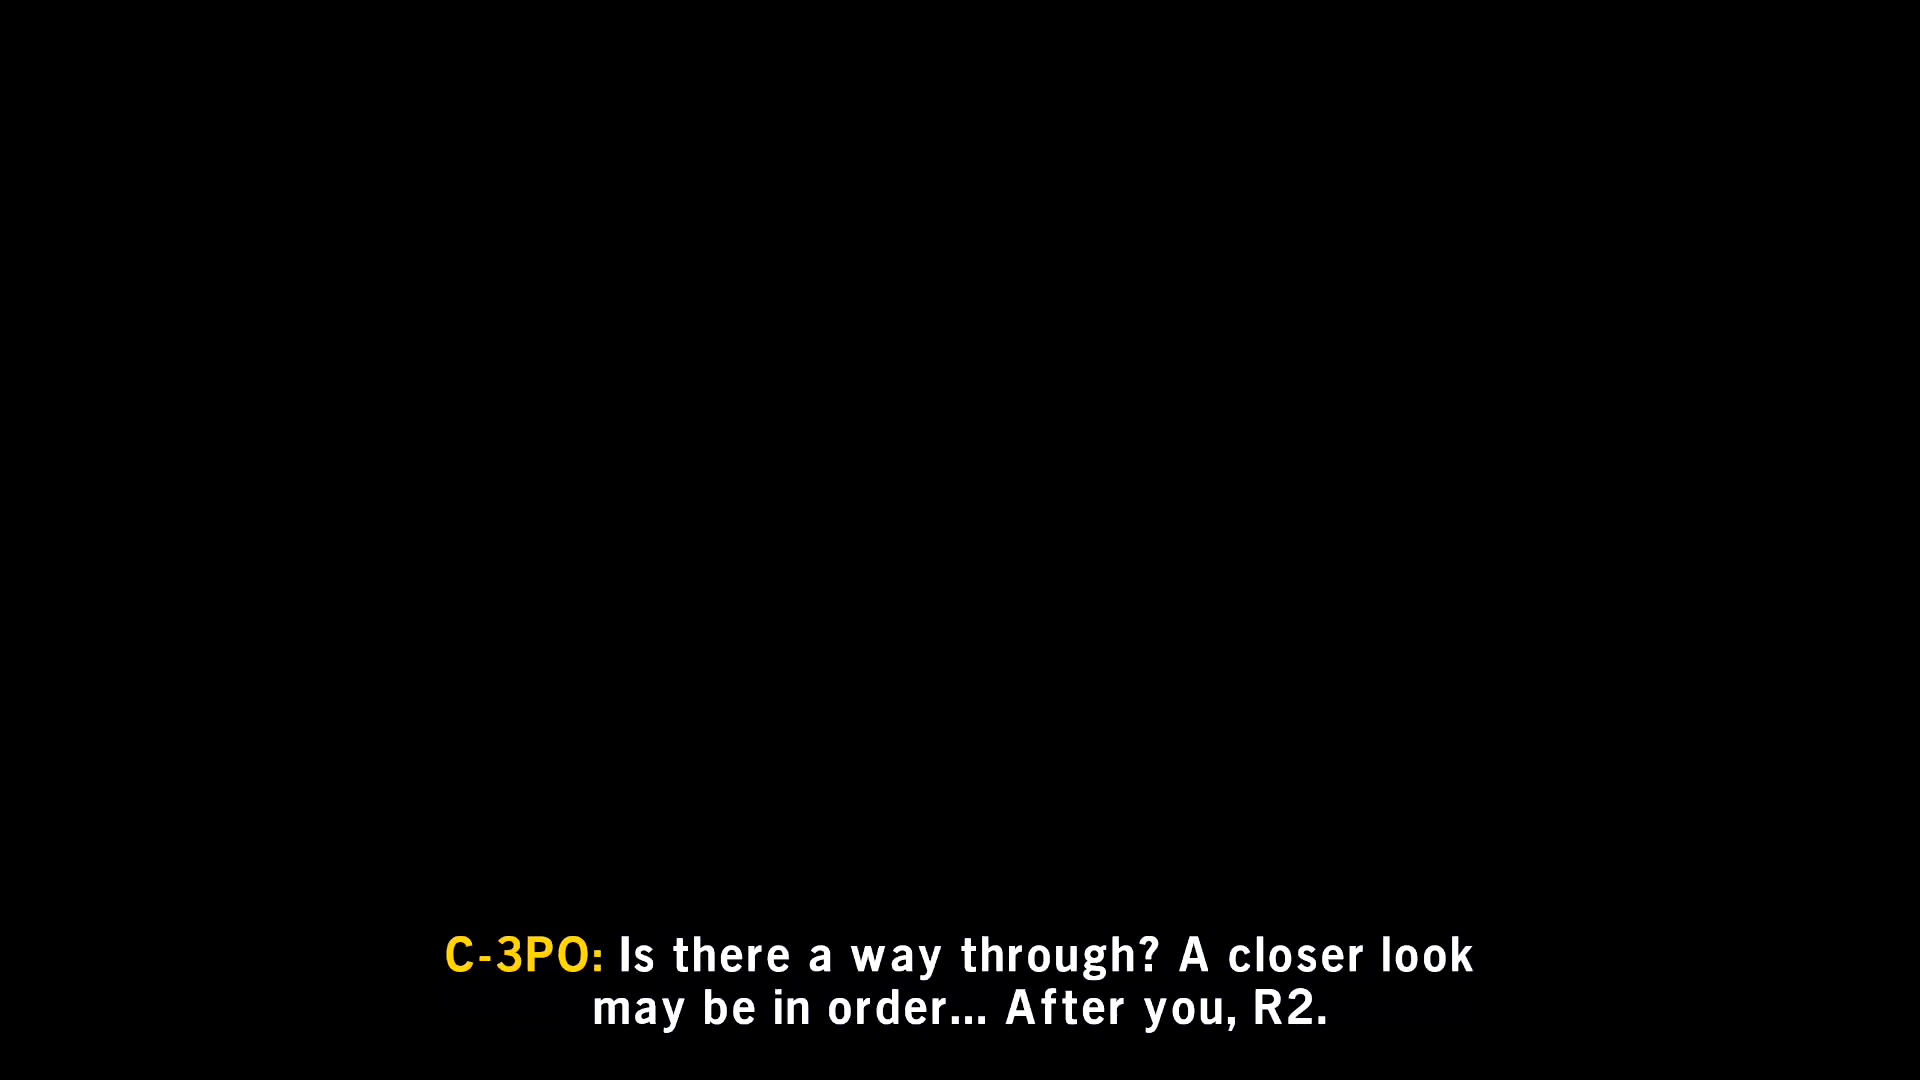 C-3PO: Is there a way through? A closer look
may be in order... After you, R2.